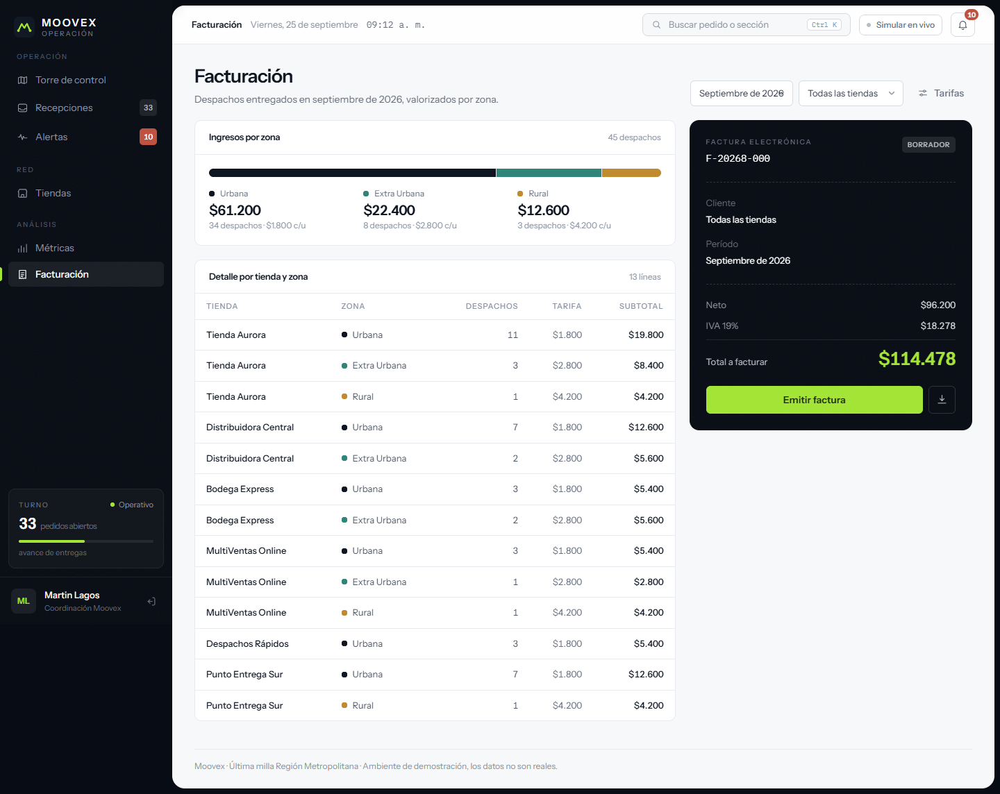 MOOVEX
OPERACIÓN
OPERACIÓN
Torre de control
Recepciones 33
Alertas 10
RED
Tiendas
ANÁLISIS
Métricas
Facturación
TURNO Operativo
33 pedidos abiertos
avance de entregas
ML Martin Lagos
Coordinación Moovex
Facturación Viernes, 25 de septiembre 09:12 a. m.
Buscar pedido o sección Ctrl K
Simular en vivo
10
Facturación
Despachos entregados en septiembre de 2026, valorizados por zona.
Septiembre de 2026 Todas las tiendas Tarifas
Ingresos por zona 45 despachos
Urbana Extra Urbana Rural
$61.200 $22.400 $12.600
34 despachos · $1.800 c/u 8 despachos · $2.800 c/u 3 despachos · $4.200 c/u
Detalle por tienda y zona 13 líneas
TIENDA ZONA DESPACHOS TARIFA SUBTOTAL
Tienda Aurora Urbana 11 $1.800 $19.800
Tienda Aurora Extra Urbana 3 $2.800 $8.400
Tienda Aurora Rural 1 $4.200 $4.200
Distribuidora Central Urbana 7 $1.800 $12.600
Distribuidora Central Extra Urbana 2 $2.800 $5.600
Bodega Express Urbana 3 $1.800 $5.400
Bodega Express Extra Urbana 2 $2.800 $5.600
MultiVentas Online Urbana 3 $1.800 $5.400
MultiVentas Online Extra Urbana 1 $2.800 $2.800
MultiVentas Online Rural 1 $4.200 $4.200
Despachos Rápidos Urbana 3 $1.800 $5.400
Punto Entrega Sur Urbana 7 $1.800 $12.600
Punto Entrega Sur Rural 1 $4.200 $4.200
FACTURA ELECTRÓNICA BORRADOR
F-20268-000
Cliente
Todas las tiendas
Período
Septiembre de 2026
Neto $96.200
IVA 19% $18.278
Total a facturar $114.478
Emitir factura
Moovex · Última milla Región Metropolitana · Ambiente de demostración, los datos no son reales.